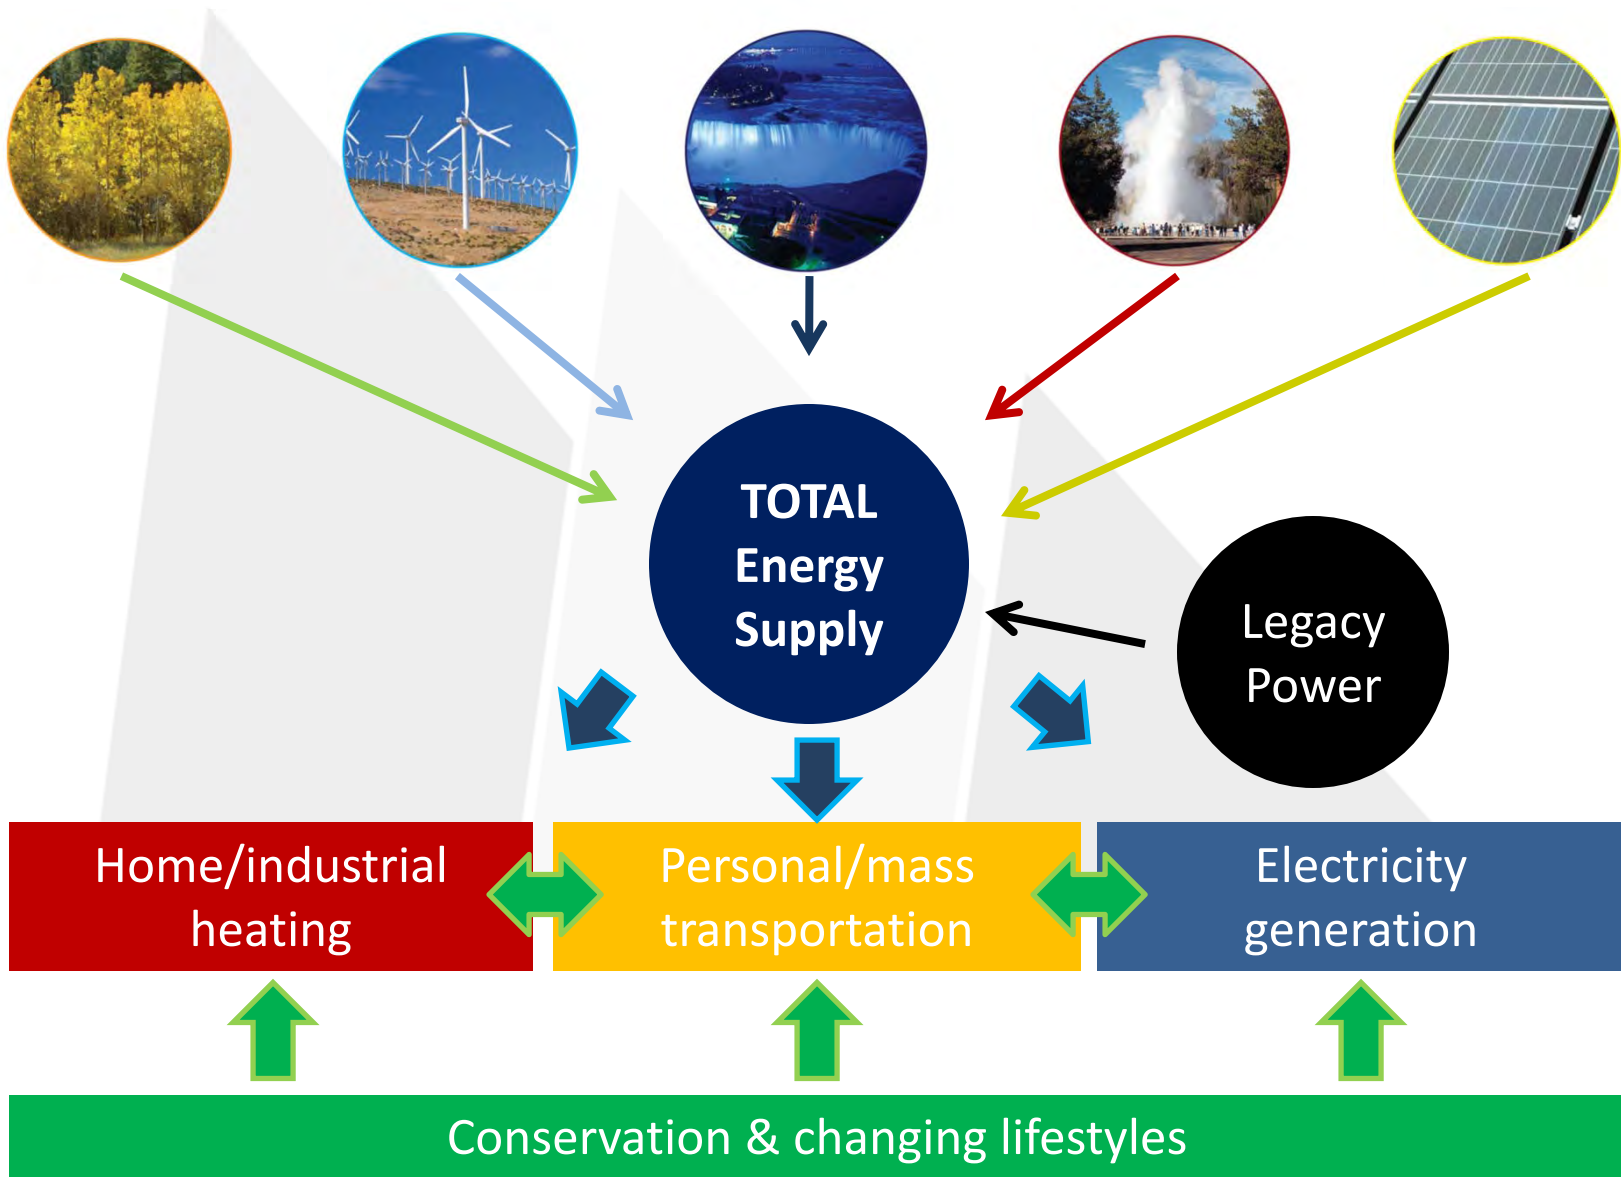 TOTAL
Energy
Supply
Legacy
Power
Home/industrial
heating
Personal/mass
transportation
Electricity
generation
Conservation & changing lifestyles